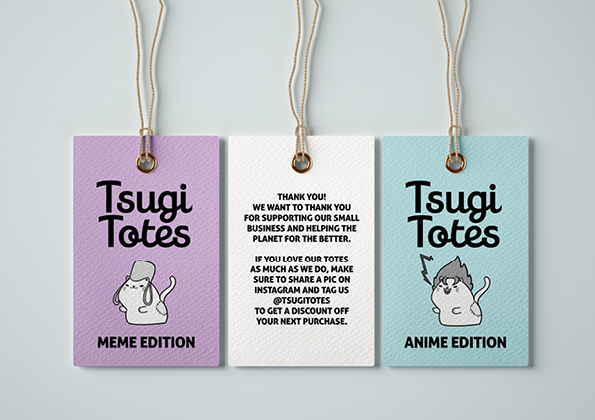 Tsugi
Totes
MEME EDITION
THANK YOU!
WE WANT TO THANK YOU
FOR SUPPORTING OUR SMALL
BUSINESS AND HELPING THE
PLANET FOR THE BETTER.
IF YOU LOVE OUR TOTES
AS MUCH AS WE DO, MAKE
SURE TO SHARE A PIC ON
INSTAGRAM AND TAG US
@TSUGITOTES
TO GET A DISCOUNT OFF
YOUR NEXT PURCHASE.
Tsugi
Totes
ANIME EDITION